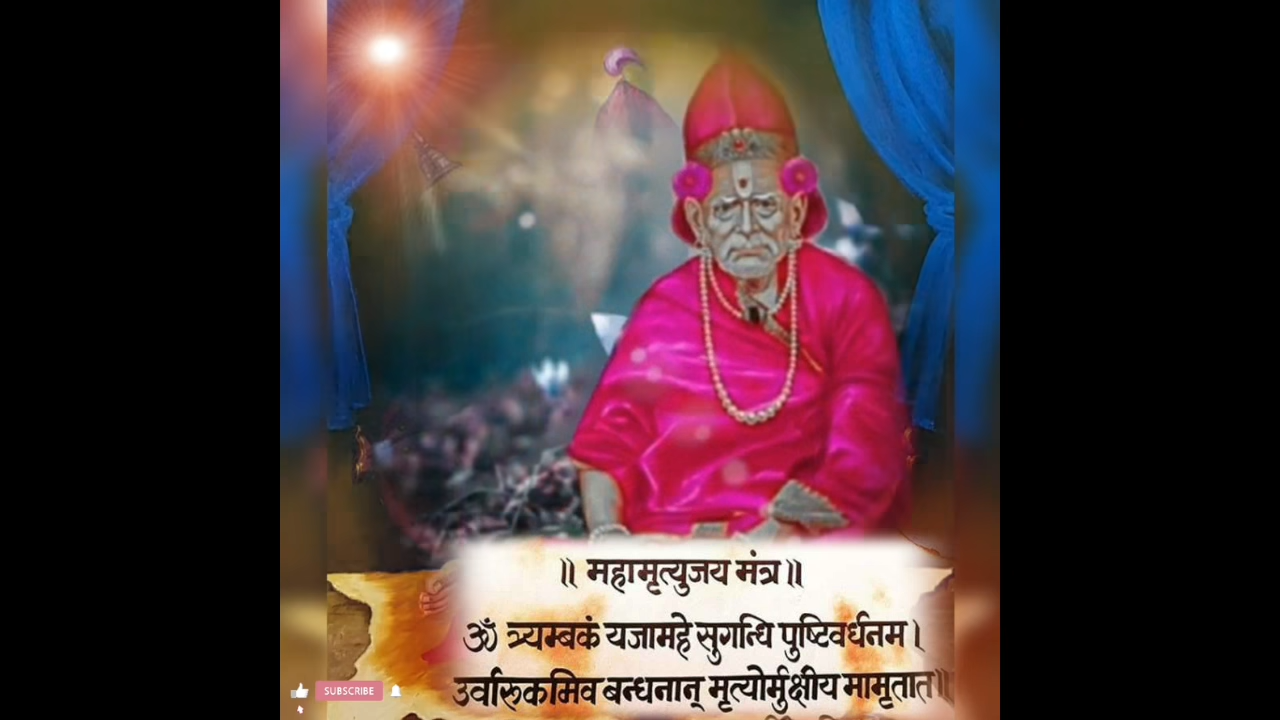 ॥ महामृत्युजय मंत्र ॥
ॐ त्र्यम्बकं यजामहे सुगन्धि पुष्टिवर्धनम ।
उर्वारुकमिव बन्धनान् मृत्योर्मुक्षीय मामृतात ॥
SUBSCRIBE